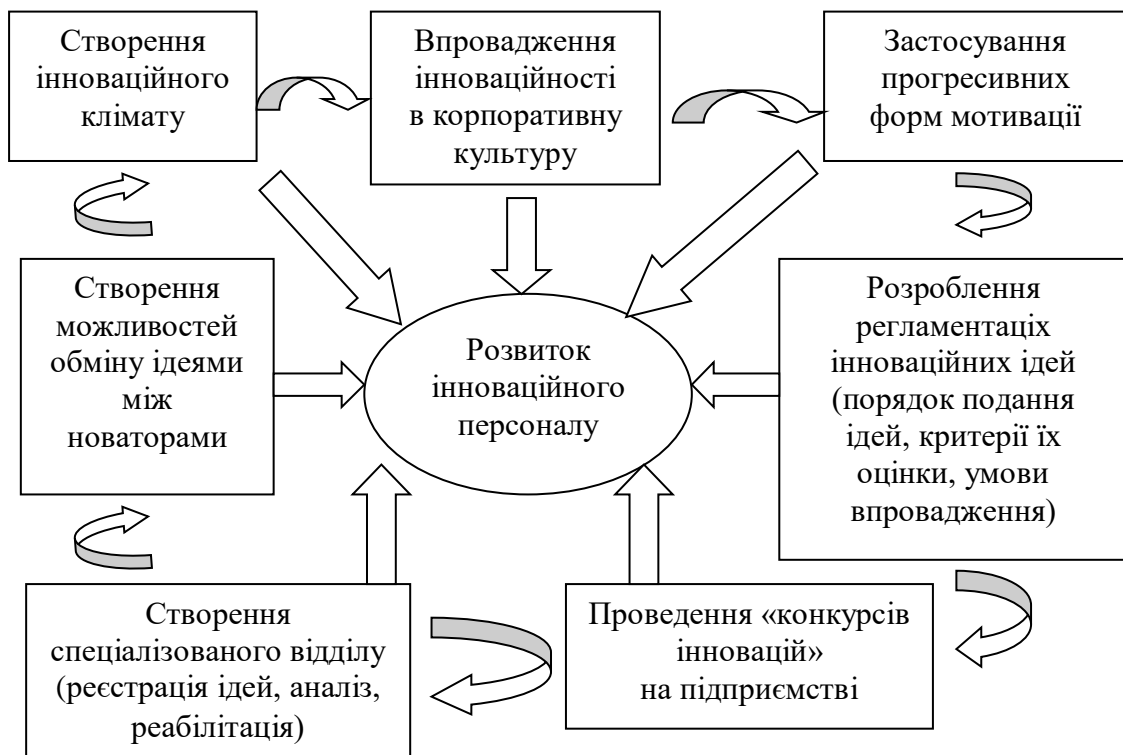 Створення
інноваційного
клімату
Впровадження
інноваційності
в корпоративну
культуру
Застосування
прогресивних
форм мотивації
Створення
можливостей
обміну ідеями
між
новаторами
Розвиток
інноваційного
персоналу
Розроблення
регламентаціх
інноваційних ідей
(порядок подання
ідей, критерії їх
оцінки, умови
впровадження)
Створення
спеціалізованого відділу
(реєстрація ідей, аналіз,
реабілітація)
Проведення «конкурсів
інновацій»
на підприємстві